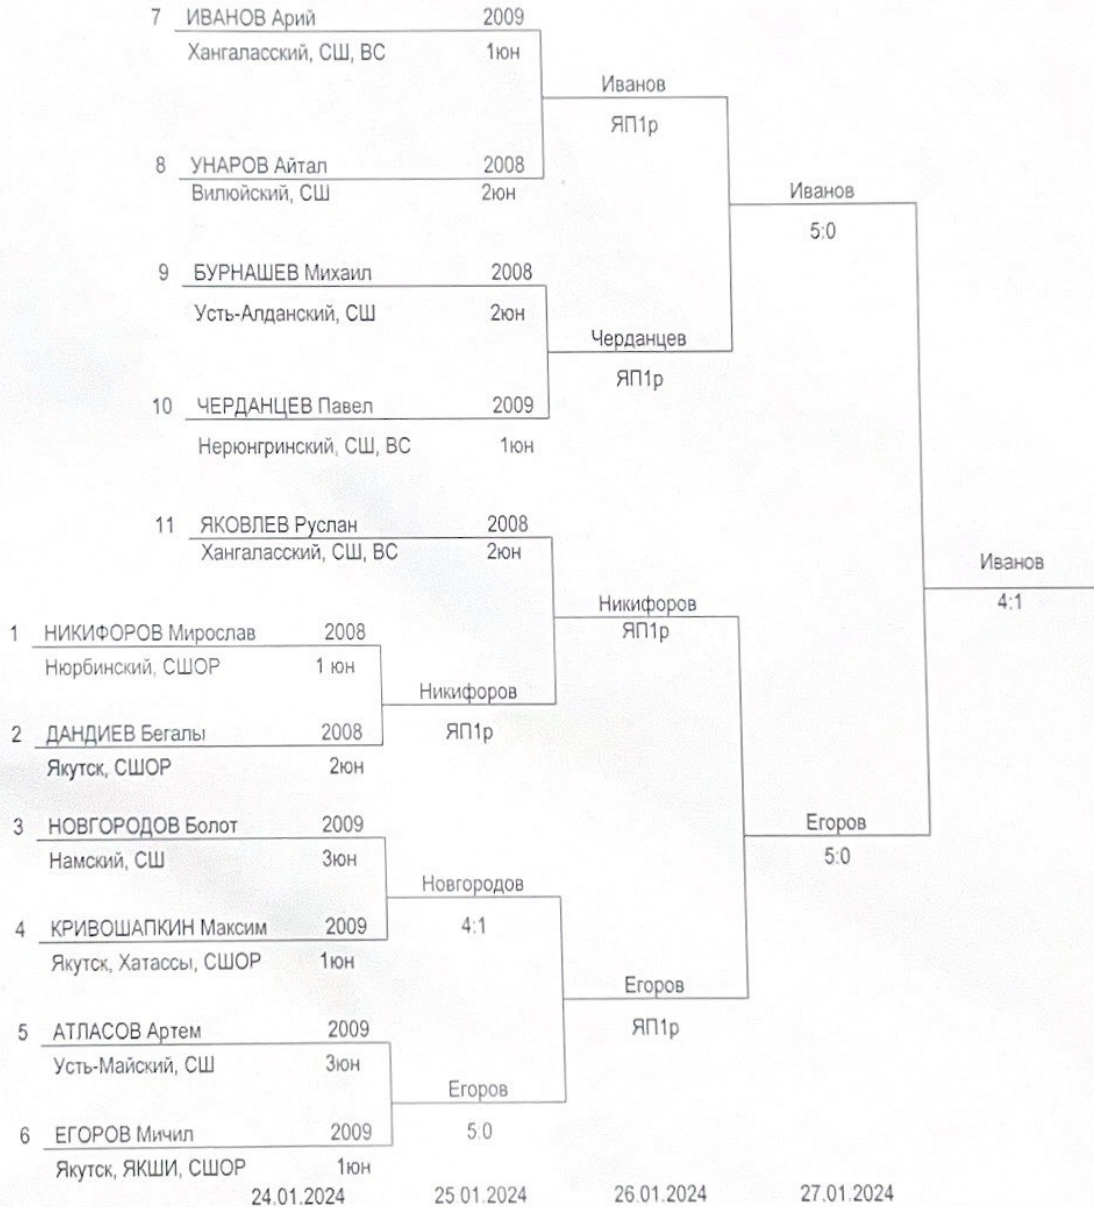 7 ИВАНОВ Арий 2009
Хангаласский, СШ, ВС 1юн
Иванов
ЯП1р
8 УНАРОВ Айтал 2008
Вилюйский, СШ 2юн
Иванов
5:0
9 БУРНАШЕВ Михаил 2008
Усть-Алданский, СШ 2юн
Черданцев
ЯП1р
10 ЧЕРДАНЦЕВ Павел 2009
Нерюнгринский, СШ, ВС 1юн
11 ЯКОВЛЕВ Руслан 2008
Хангаласский, СШ, ВС 2юн
Иванов
4:1
Никифоров
ЯП1р
1 НИКИФОРОВ Мирослав 2008
Нюрбинский, СШОР 1 юн
Никифоров
ЯП1р
2 ДАНДИЕВ Бегалы 2008
Якутск, СШОР 2юн
3 НОВГОРОДОВ Болот 2009
Намский, СШ 3юн
Егоров
5:0
Новгородов
4:1
4 КРИВОШАПКИН Максим 2009
Якутск, Хатассы, СШОР 1юн
Егоров
ЯП1р
5 АТЛАСОВ Артем 2009
Усть-Майский, СШ 3юн
Егоров
5:0
6 ЕГОРОВ Мичил 2009
Якутск, ЯКШИ, СШОР 1юн
24.01.2024 25.01.2024 26.01.2024 27.01.2024